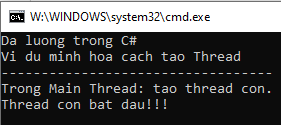 W:\WINDOWS\system32\cmd.exe
Da luong trong C#
Vi du minh hoa cach tao Thread
----------------------------------
Trong Main Thread: tao thread con.
Thread con bat dau!!!